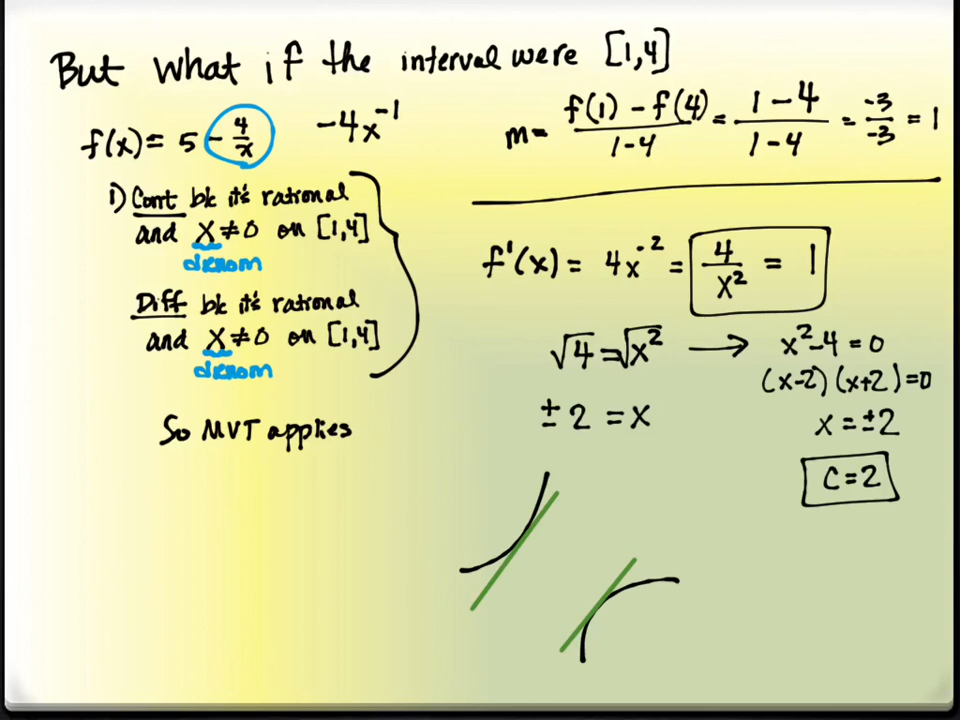 But what if the interval were [1,4]
f(x) = 5 - 4/x
-4x^-1
1) Cont b/c it's rational
and x ≠ 0 on [1,4]
denom
Diff b/c it's rational
and x ≠ 0 on [1,4]
denom
So MVT applies
m = (f(1) - f(4))/(1-4) = (1-4)/(1-4) = -3/-3 = 1
f'(x) = 4x^-2 = 4/x² = 1
√4 = √x² → x²-4 = 0
(x-2)(x+2) = 0
± 2 = x
x = ±2
c = 2